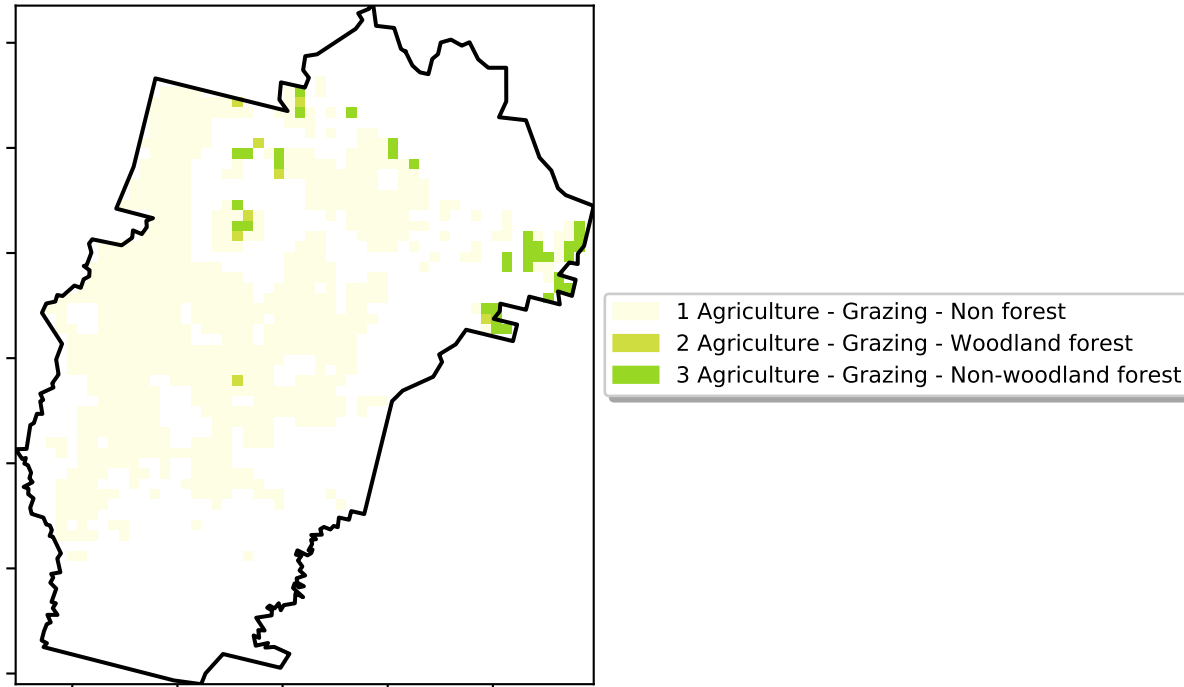 1 Agriculture - Grazing - Non forest
2 Agriculture - Grazing - Woodland forest
3 Agriculture - Grazing - Non-woodland forest